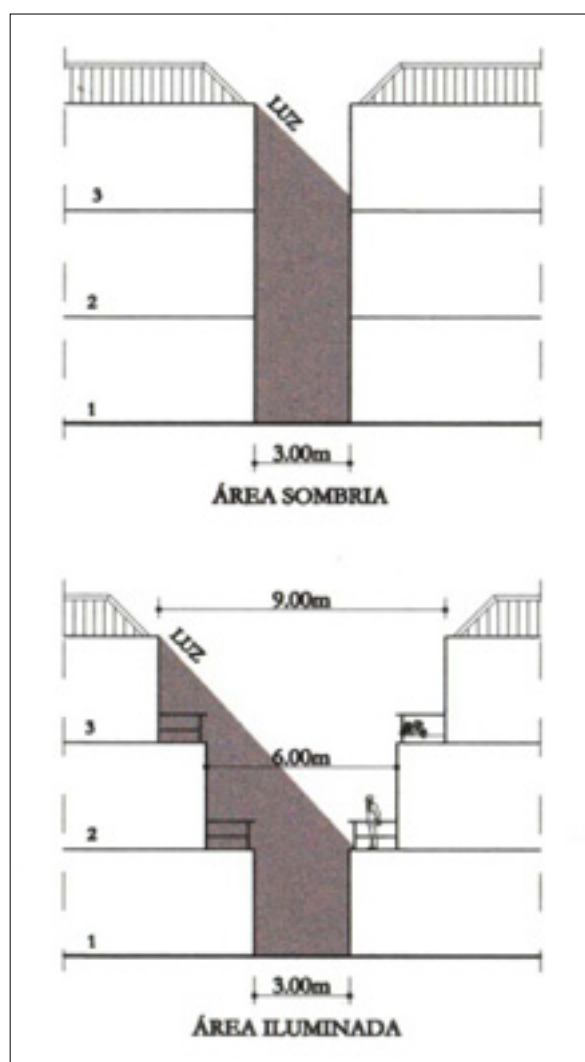 LUZ
3
2
1
3.00m
ÁREA SOMBRIA
9.00m
LUZ
3
6.00m
2
1
3.00m
ÁREA ILUMINADA